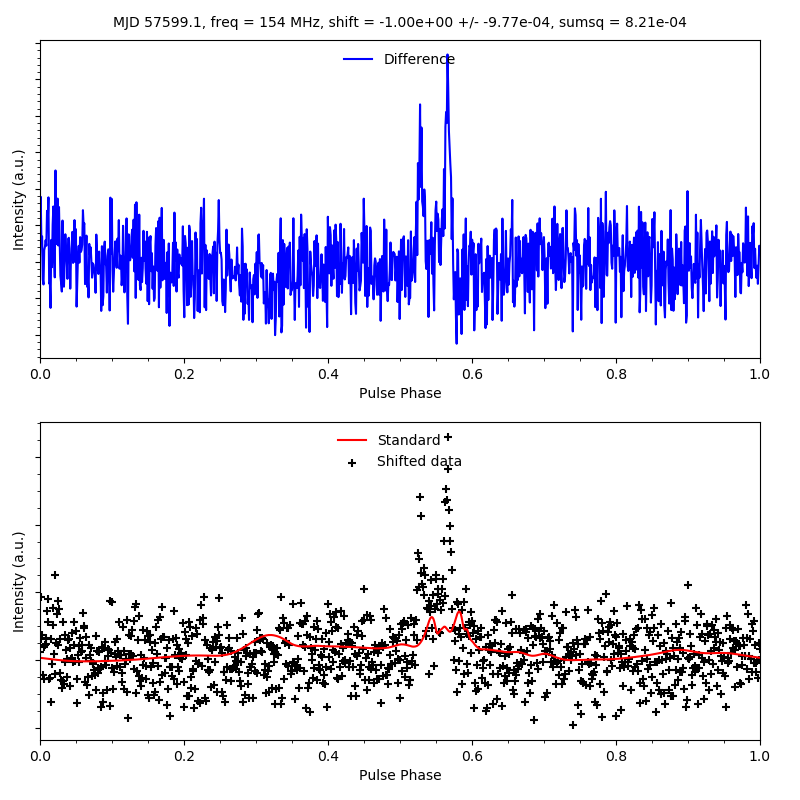 MJD 57599.1, freq = 154 MHz, shift = -1.00e+00 +/- -9.77e-04, sumsq = 8.21e-04
Difference
Intensity (a.u.)
0.0 0.2 0.4 0.6 0.8 1.0
Pulse Phase
Standard
Shifted data
Intensity (a.u.)
0.0 0.2 0.4 0.6 0.8 1.0
Pulse Phase